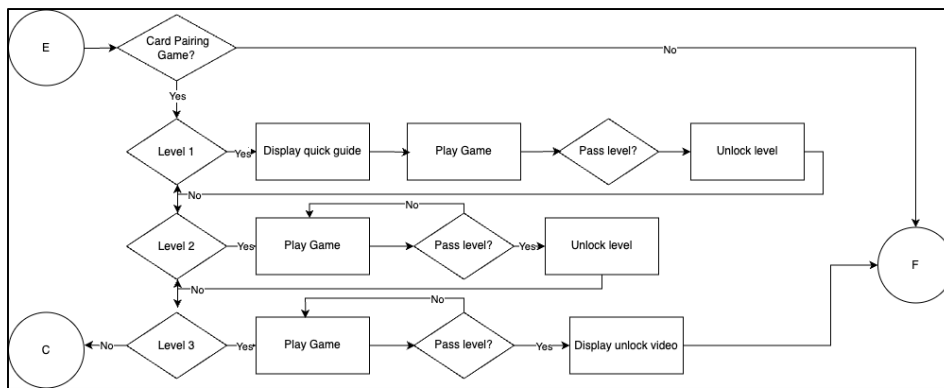 E
Card Pairing
Game?
No
Yes
Level 1
Yes
Display quick guide
Play Game
Pass level?
Unlock level
No
Level 2
Yes
Play Game
No
Pass level?
Yes
Unlock level
F
No
C
No
Level 3
Yes
Play Game
No
Pass level?
Yes
Display unlock video